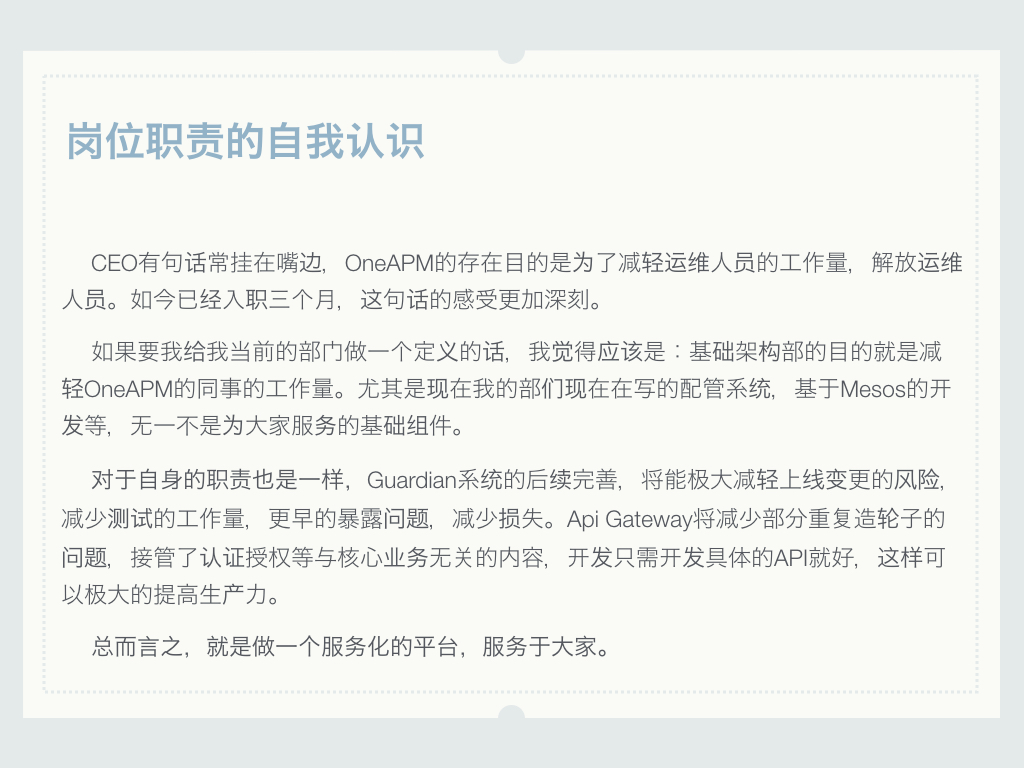 岗位职责的自我认识
CEO有句话常挂在嘴边，OneAPM的存在目的是为了减轻运维人员的工作量，解放运维
人员。如今已经入职三个月，这句话的感受更加深刻。
如果要我给我当前的部门做一个定义的话，我觉得应该是：基础架构部的目的就是减
轻OneAPM的同事的工作量。尤其是现在我的部们现在在写的配管系统，基于Mesos的开
发等，无一不是为大家服务的基础组件。
对于自身的职责也是一样，Guardian系统的后续完善，将能极大减轻上线变更的风险，
减少测试的工作量，更早的暴露问题，减少损失。Api Gateway将减少部分重复造轮子的
问题，接管了认证授权等与核心业务无关的内容，开发只需开发具体的API就好，这样可
以极大的提高生产力。
总而言之，就是做一个服务化的平台，服务于大家。